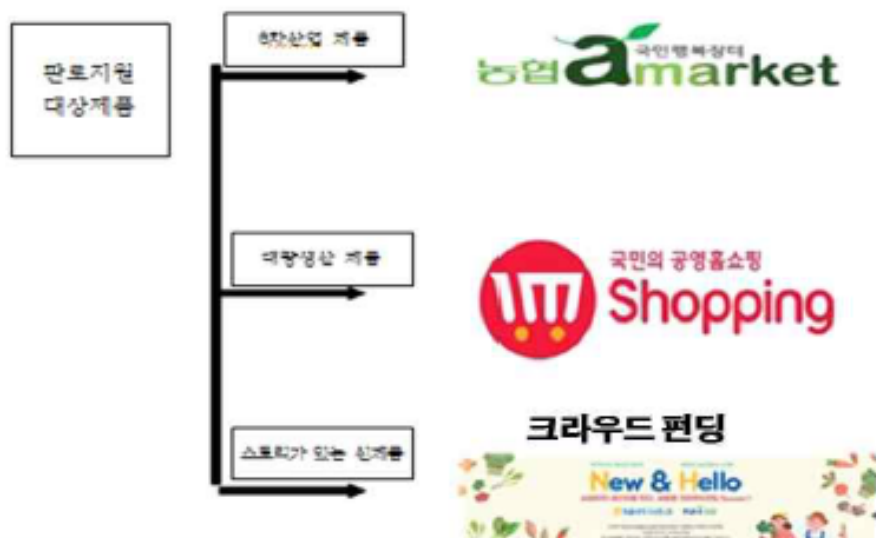 판로지원
대상제품
6차산업 제품
국민행복장터
농협 a market
대량생산 제품
국민의 공영홈쇼핑
Shopping
스토리가 있는 신제품
크라우드 펀딩
New & Hello